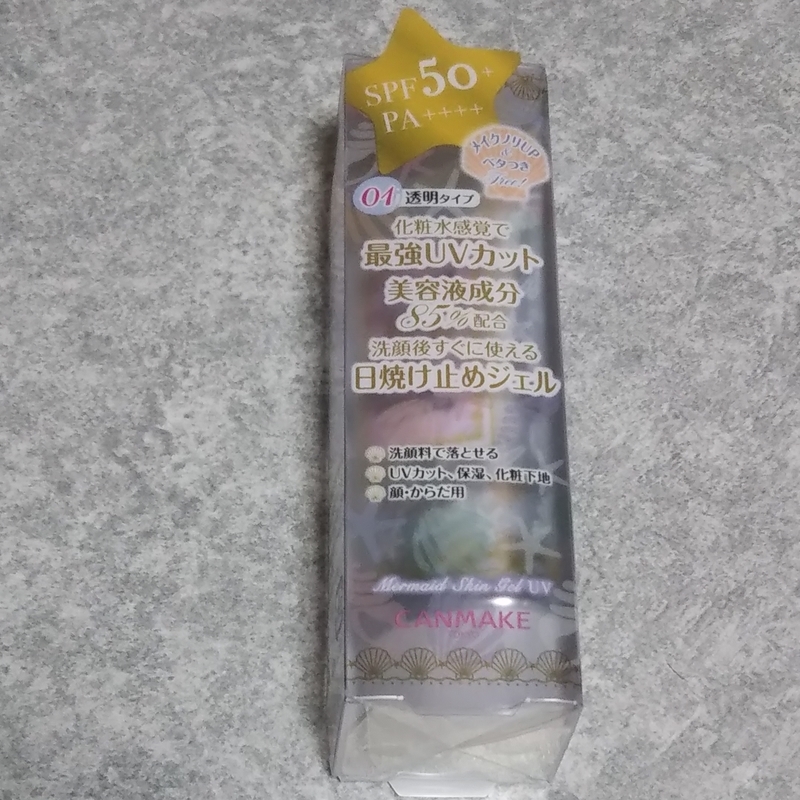 SPF50+
PA++++
メイクノリUP
ベタつき
Free!
01 透明タイプ
化粧水感覚で
最強UVカット
美容液成分
85%配合
洗顔後すぐに使える
日焼け止めジェル
洗顔料で落とせる
UVカット、保湿、化粧下地
顔・からだ用
Mermaid Skin Gel UV
CANMAKE